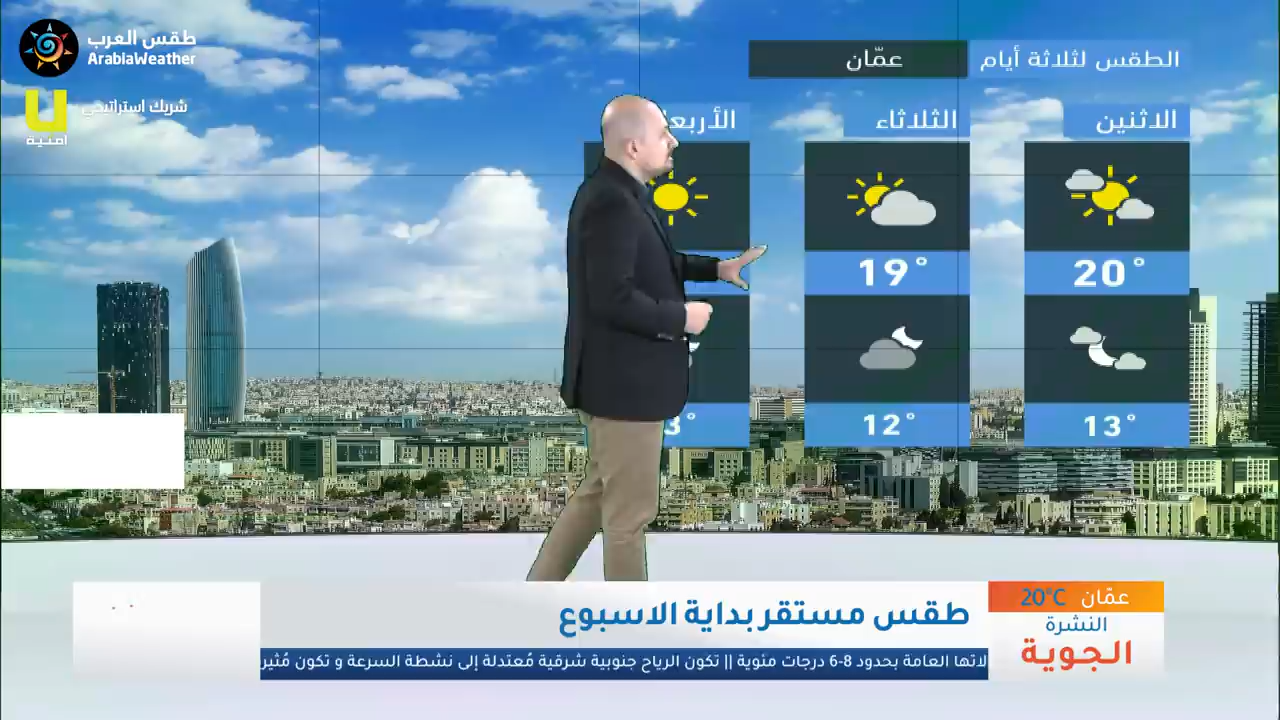 طقس العرب
ArabiaWeather
شريك استراتيجي
امنية
الطقس لثلاثة أيام
عمّان
الاثنين
الثلاثاء
20°
19°
13°
12°
عمّان 20°C
النشرة
الجوية
طقس مستقر بداية الاسبوع
لاتها العامة بحدود 8-6 درجات مئوية || تكون الرياح جنوبية شرقية مُعتدلة إلى نشطة السرعة و تكون مُثير